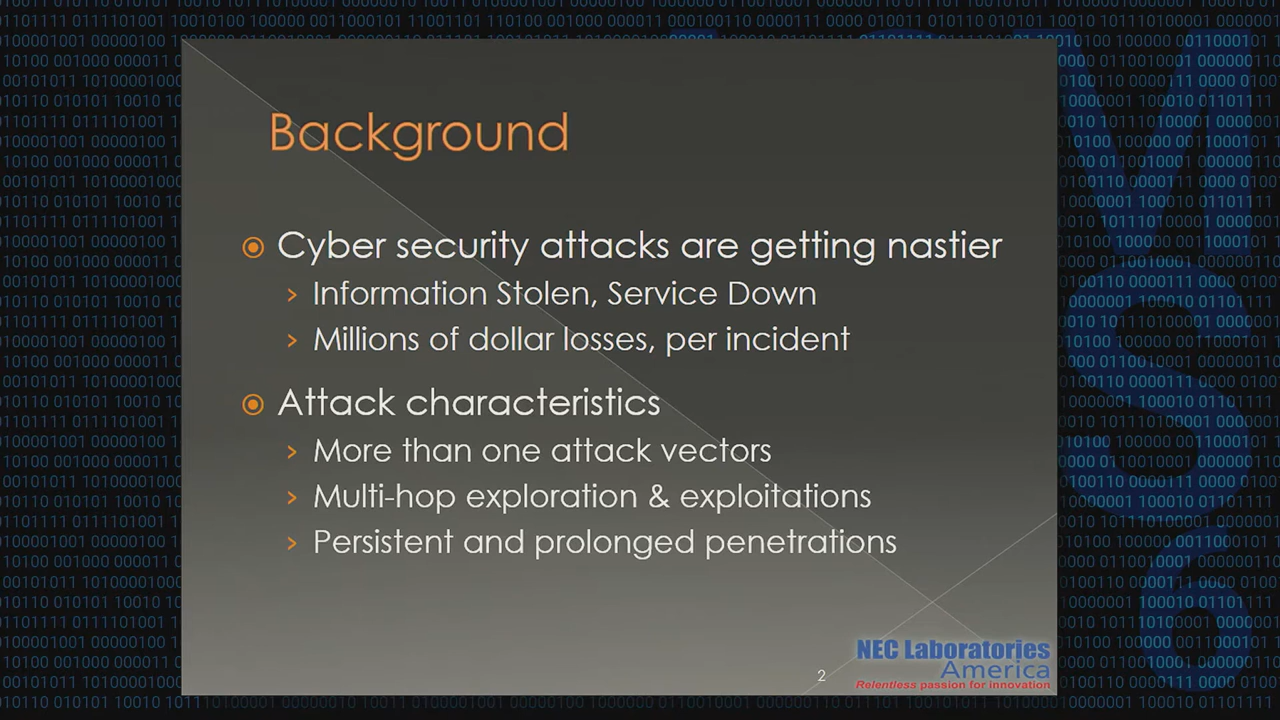 Background
Cyber security attacks are getting nastier
Information Stolen, Service Down
Millions of dollar losses, per incident
Attack characteristics
More than one attack vectors
Multi-hop exploration & exploitations
Persistent and prolonged penetrations
2
NEC Laboratories
America
Relentless passion for innovation